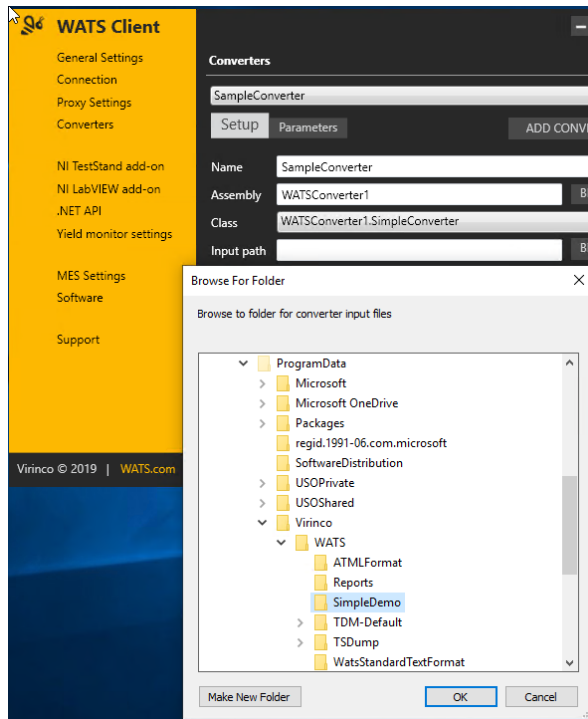 WATS Client
General Settings
Connection
Proxy Settings
Converters
NI TestStand add-on
NI LabVIEW add-on
.NET API
Yield monitor settings
MES Settings
Software
Support
Virinco © 2019 | WATS.com
Converters
SampleConverter
Setup Parameters ADD CONV
Name SampleConverter
Assembly WATSConverter1
Class WATSConverter1.SimpleConverter
Input path
Browse For Folder
Browse to folder for converter input files
ProgramData
Microsoft
Microsoft OneDrive
Packages
regid.1991-06.com.microsoft
SoftwareDistribution
USOPrivate
USOShared
Virinco
WATS
ATMLFormat
Reports
SimpleDemo
TDM-Default
TSDump
WatsStandardTextFormat
Make New Folder OK Cancel